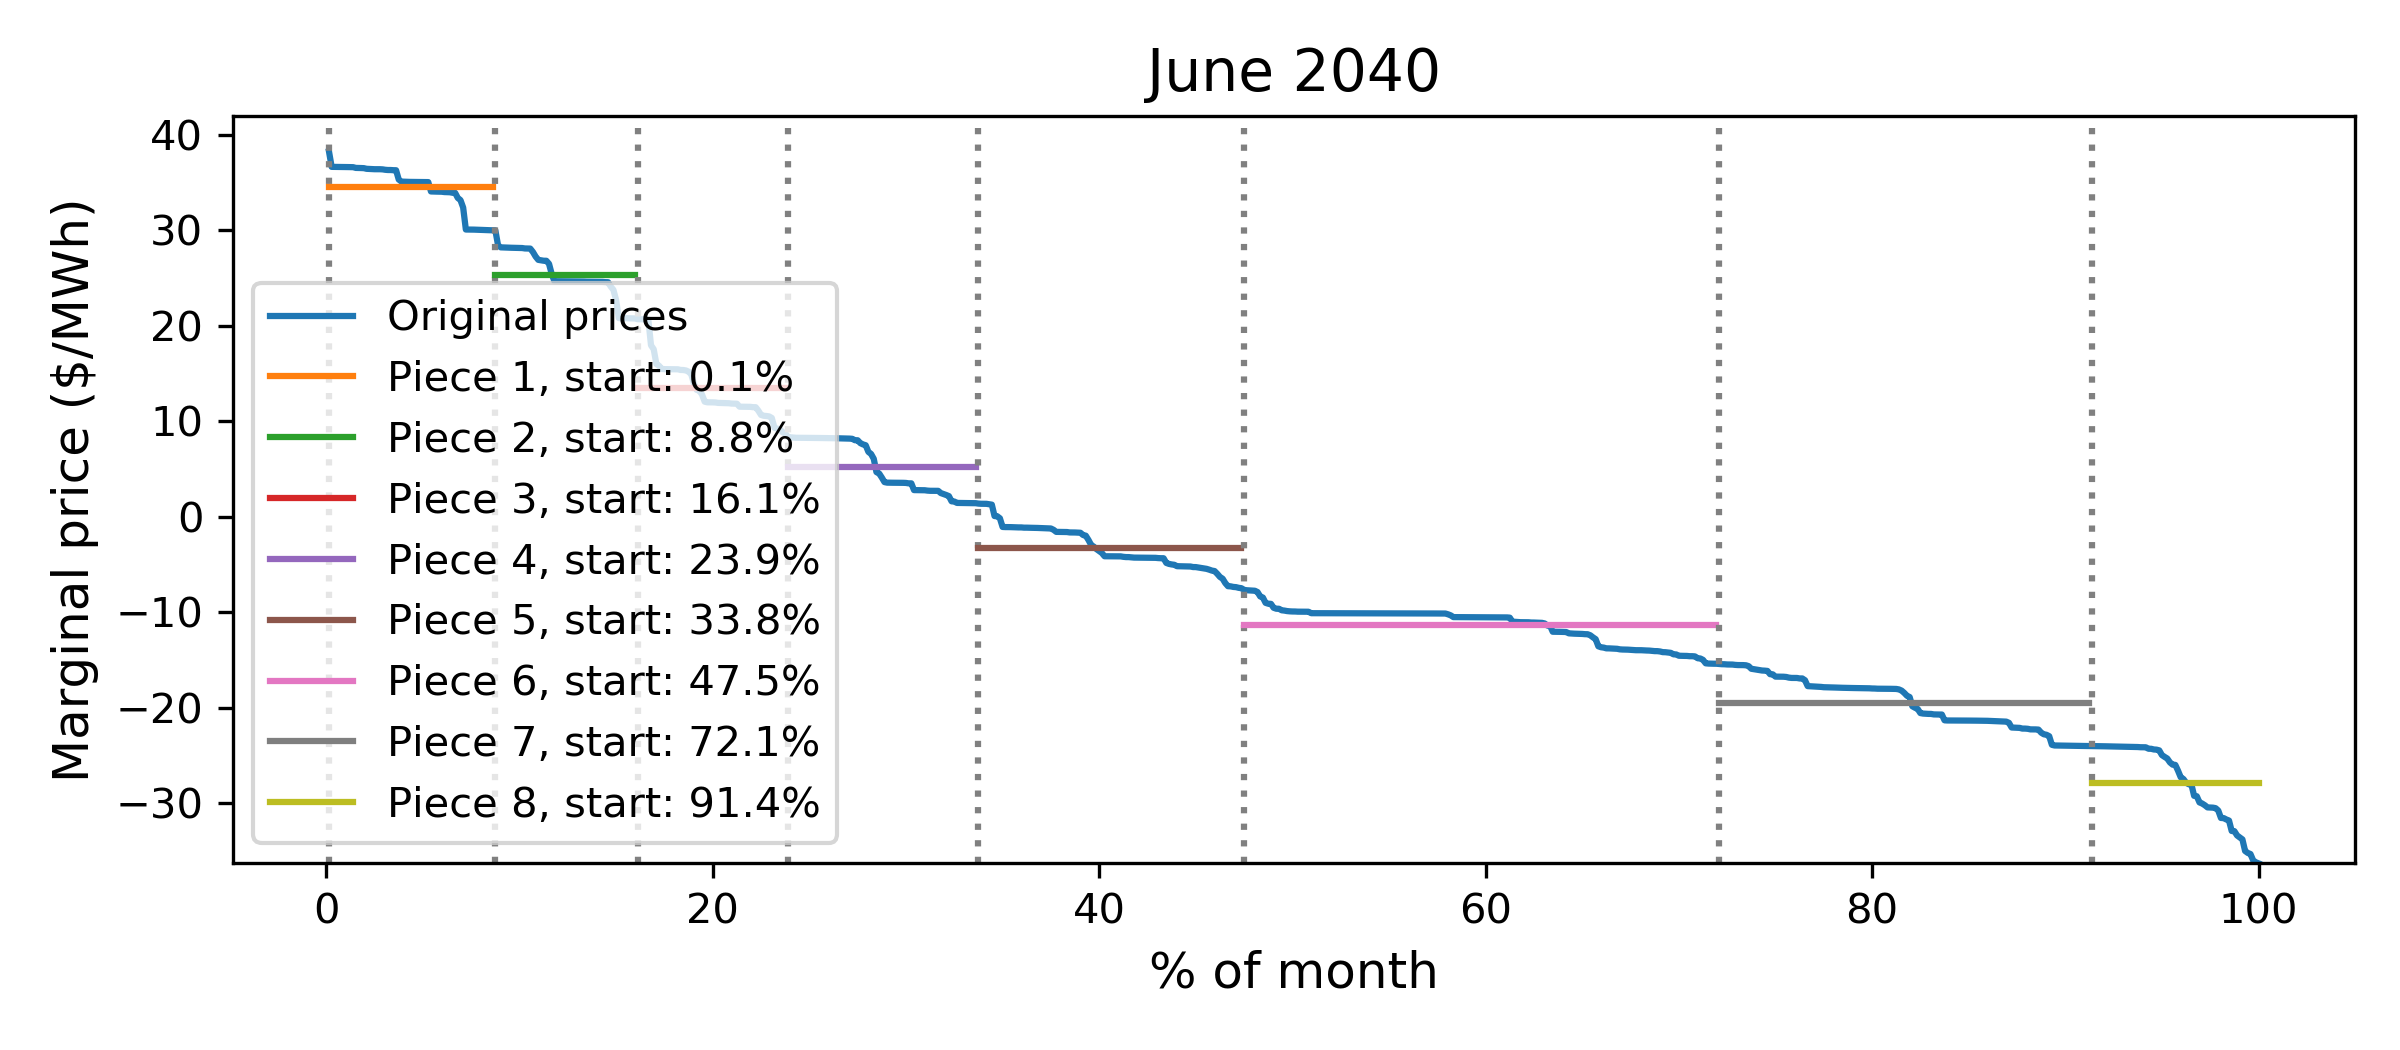 June 2040
Marginal price ($/MWh)
40
30
20
10
0
−10
−20
−30
Original prices
Piece 1, start: 0.1%
Piece 2, start: 8.8%
Piece 3, start: 16.1%
Piece 4, start: 23.9%
Piece 5, start: 33.8%
Piece 6, start: 47.5%
Piece 7, start: 72.1%
Piece 8, start: 91.4%
0 20 40 60 80 100
% of month